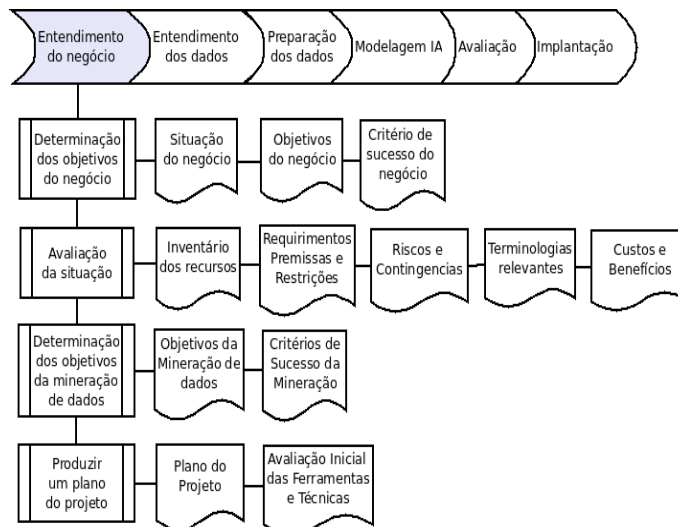 Entendimento
do negócio
Entendimento
dos dados
Preparação
dos dados
Modelagem IA
Avaliação
Implantação
Determinação
dos objetivos
do negócio
Situação
do negócio
Objetivos
do negócio
Critério de
sucesso do
negócio
Avaliação
da situação
Inventário
dos recursos
Requirimentos
Premissas e
Restrições
Riscos e
Contingencias
Terminologias
relevantes
Custos e
Benefícios
Determinação
dos objetivos
da mineração
de dados
Objetivos da
Mineração de
dados
Critérios de
Sucesso da
Mineração
Produzir
um plano
do projeto
Plano do
Projeto
Avaliação Inicial
das Ferramentas
e Técnicas